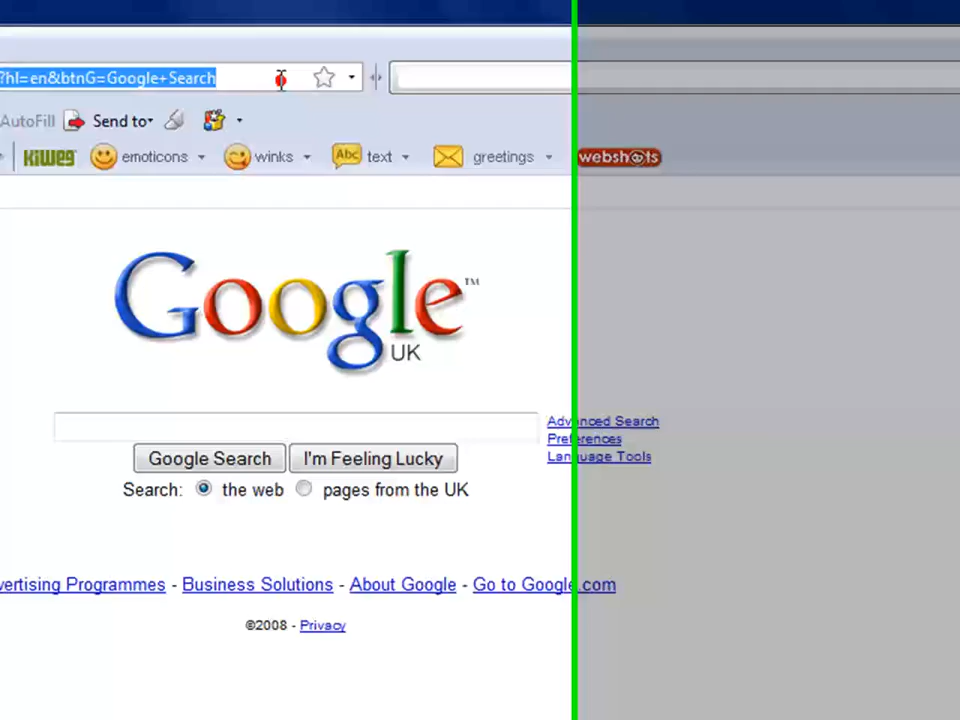 ?hl=en&btnG=Google+Search
AutoFill Send to
KiWEE emoticons winks Abc text greetings webshots
Google™
UK
Advanced Search
Preferences
Language Tools
Google Search I'm Feeling Lucky
Search: the web pages from the UK
vertising Programmes - Business Solutions - About Google - Go to Google.com
©2008 - Privacy